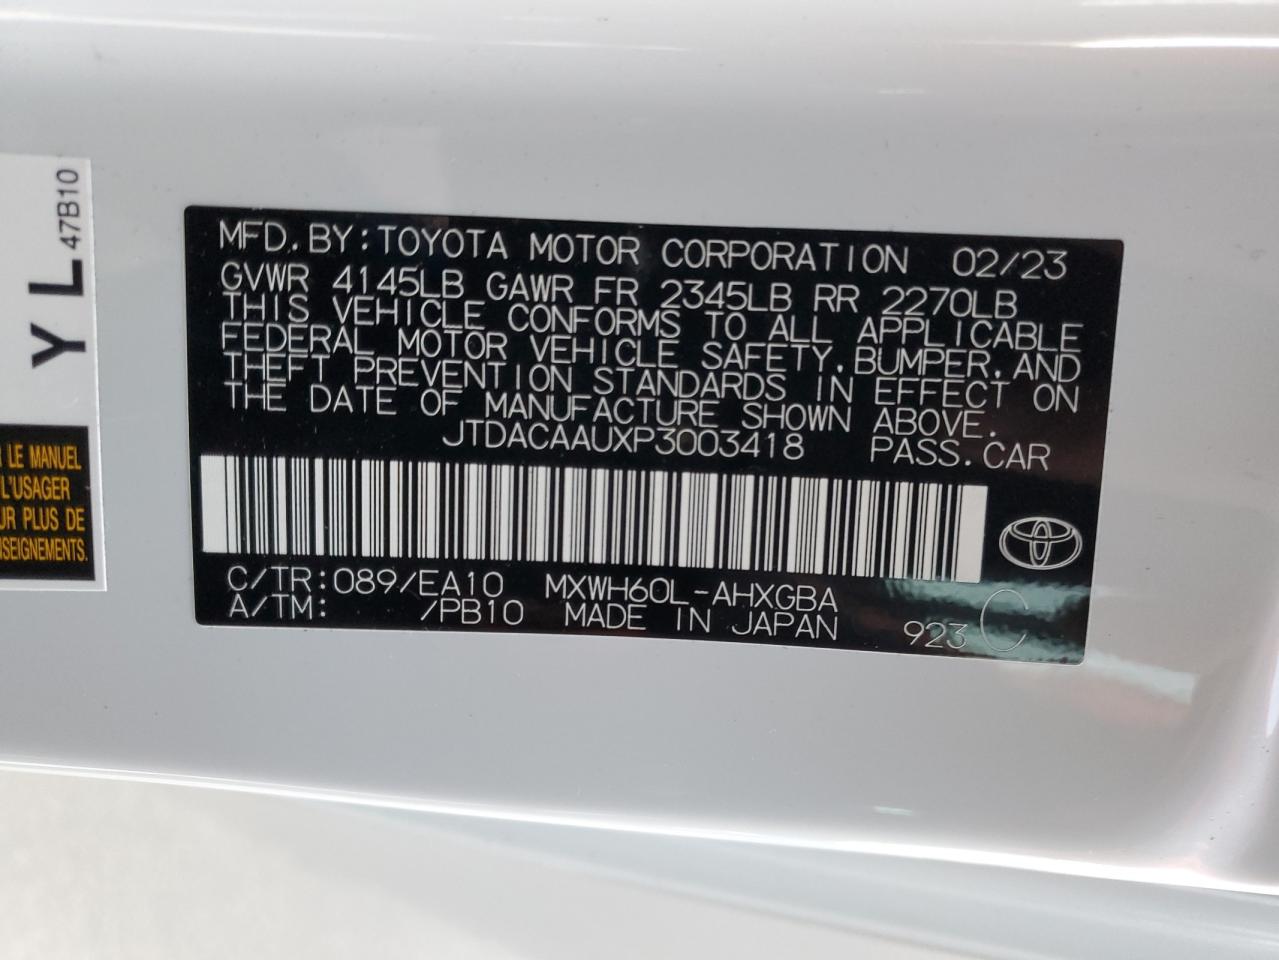 YL 47B10
LE MANUEL
L'USAGER
PLUS DE
MFD. BY: TOYOTA MOTOR CORPORATION 02/23
GVWR 4145LB GAWR FR 2345LB RR 2270LB
THIS VEHICLE CONFORMS TO ALL APPLICABLE
FEDERAL MOTOR VEHICLE SAFETY, BUMPER, AND
THEFT PREVENTION STANDARDS IN EFFECT ON
THE DATE OF MANUFACTURE SHOWN ABOVE.
JTDACAAUXP3003418 PASS. CAR
C/TR: 089/EA10 MXWH60L-AHXGBA
A/TM: /PB10 MADE IN JAPAN 923 C